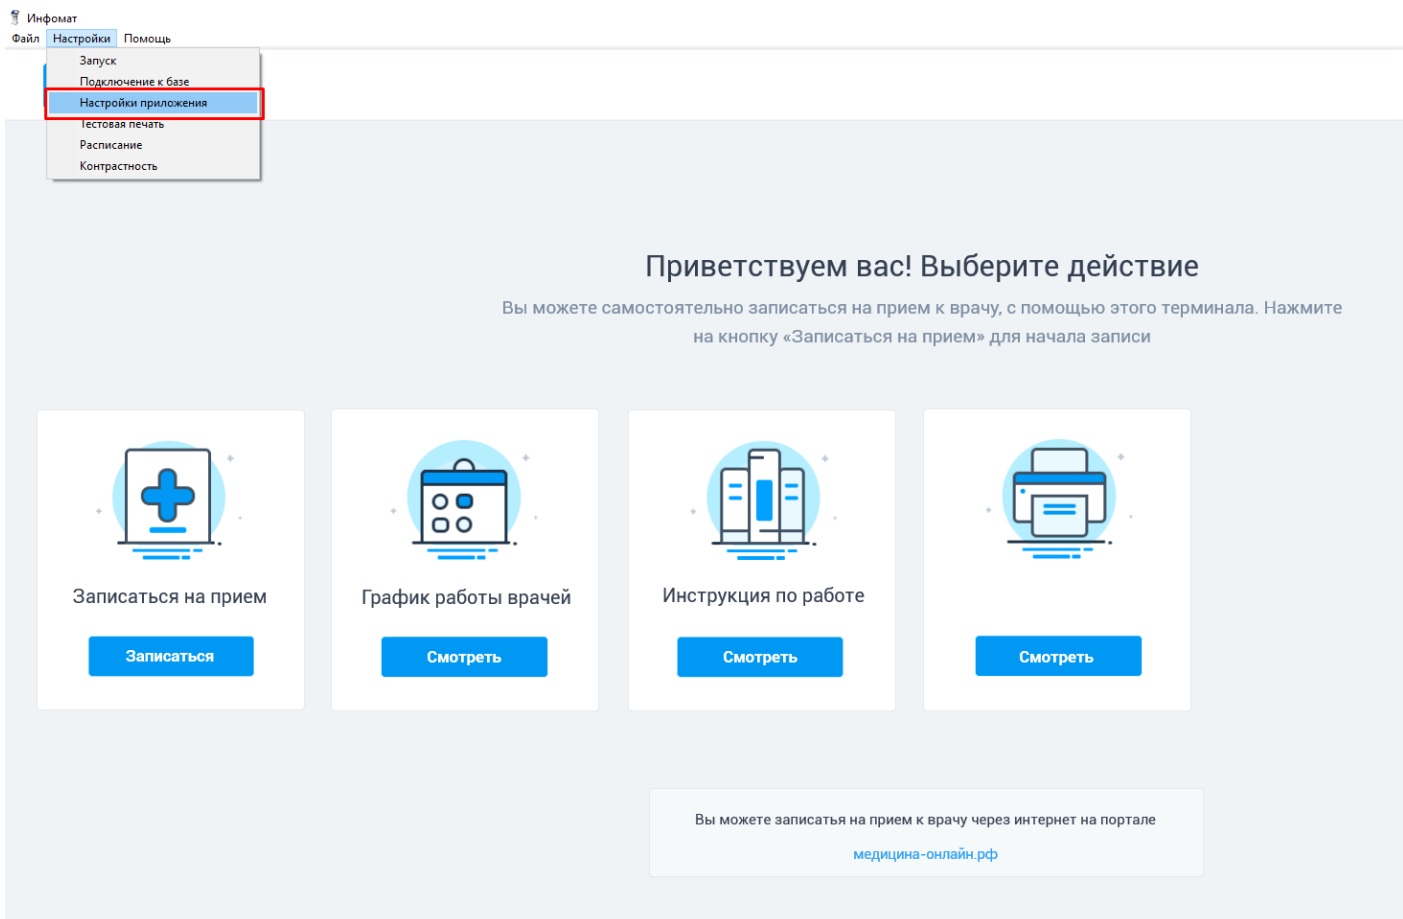 Инфомат
Файл Настройки Помощь
Запуск
Подключение к базе
Настройки приложения
Тестовая печать
Расписание
Контрастность
Приветствуем вас! Выберите действие
Вы можете самостоятельно записаться на прием к врачу, с помощью этого терминала. Нажмите
на кнопку «Записаться на прием» для начала записи
Записаться на прием
Записаться
График работы врачей
Смотреть
Инструкция по работе
Смотреть
Смотреть
Вы можете записатья на прием к врачу через интернет на портале
медицина-онлайн.рф